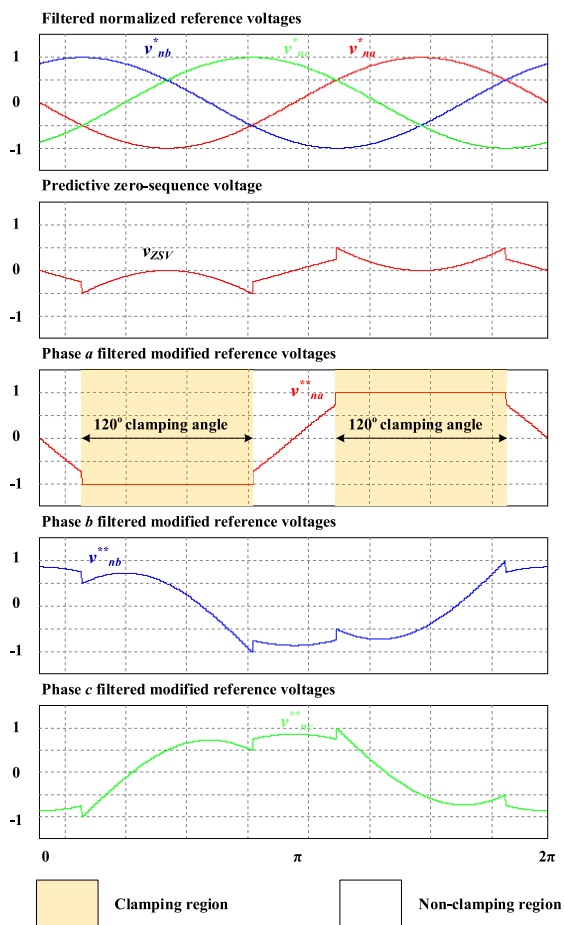 Filtered normalized reference voltages
v*nb
v*nc
v*na
1
0
-1
Predictive zero-sequence voltage
vZSV
1
0
-1
Phase a filtered modified reference voltages
v**na
1
120° clamping angle
120° clamping angle
0
-1
Phase b filtered modified reference voltages
v**nb
1
0
-1
Phase c filtered modified reference voltages
v**nc
1
0
-1
0
π
2π
Clamping region
Non-clamping region